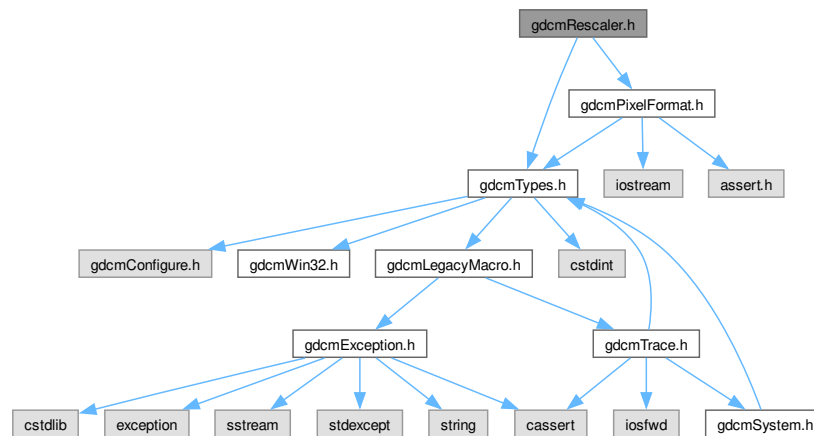 gdcmRescaler.h
gdcmPixelFormat.h
gdcmTypes.h
iostream
assert.h
gdcmConfigure.h
gdcmWin32.h
gdcmLegacyMacro.h
cstdint
gdcmException.h
gdcmTrace.h
cstdlib
exception
sstream
stdexcept
string
cassert
iosfwd
gdcmSystem.h